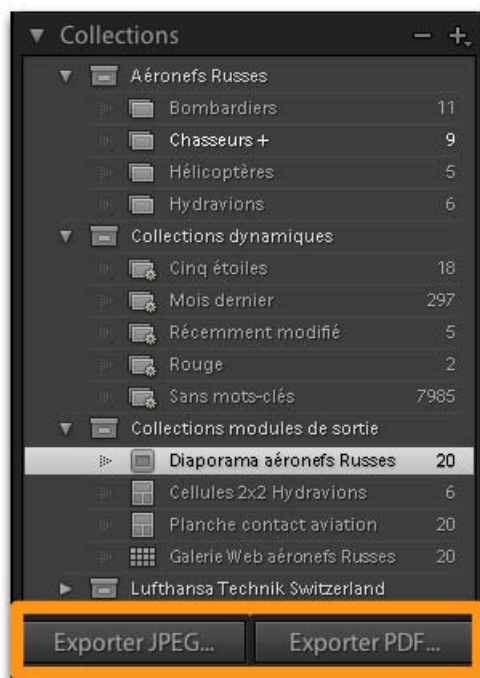 Collections
Aéronefs Russes
Bombardiers 11
Chasseurs + 9
Hélicoptères 5
Hydravions 6
Collections dynamiques
Cinq étoiles 18
Mois dernier 297
Récemment modifié 5
Rouge 2
Sans mots-clés 7985
Collections modules de sortie
Diaporama aéronefs Russes 20
Cellules 2x2 Hydravions 6
Planche contact aviation 20
Galerie Web aéronefs Russes 20
Lufthansa Technik Switzerland
Exporter JPEG... Exporter PDF...